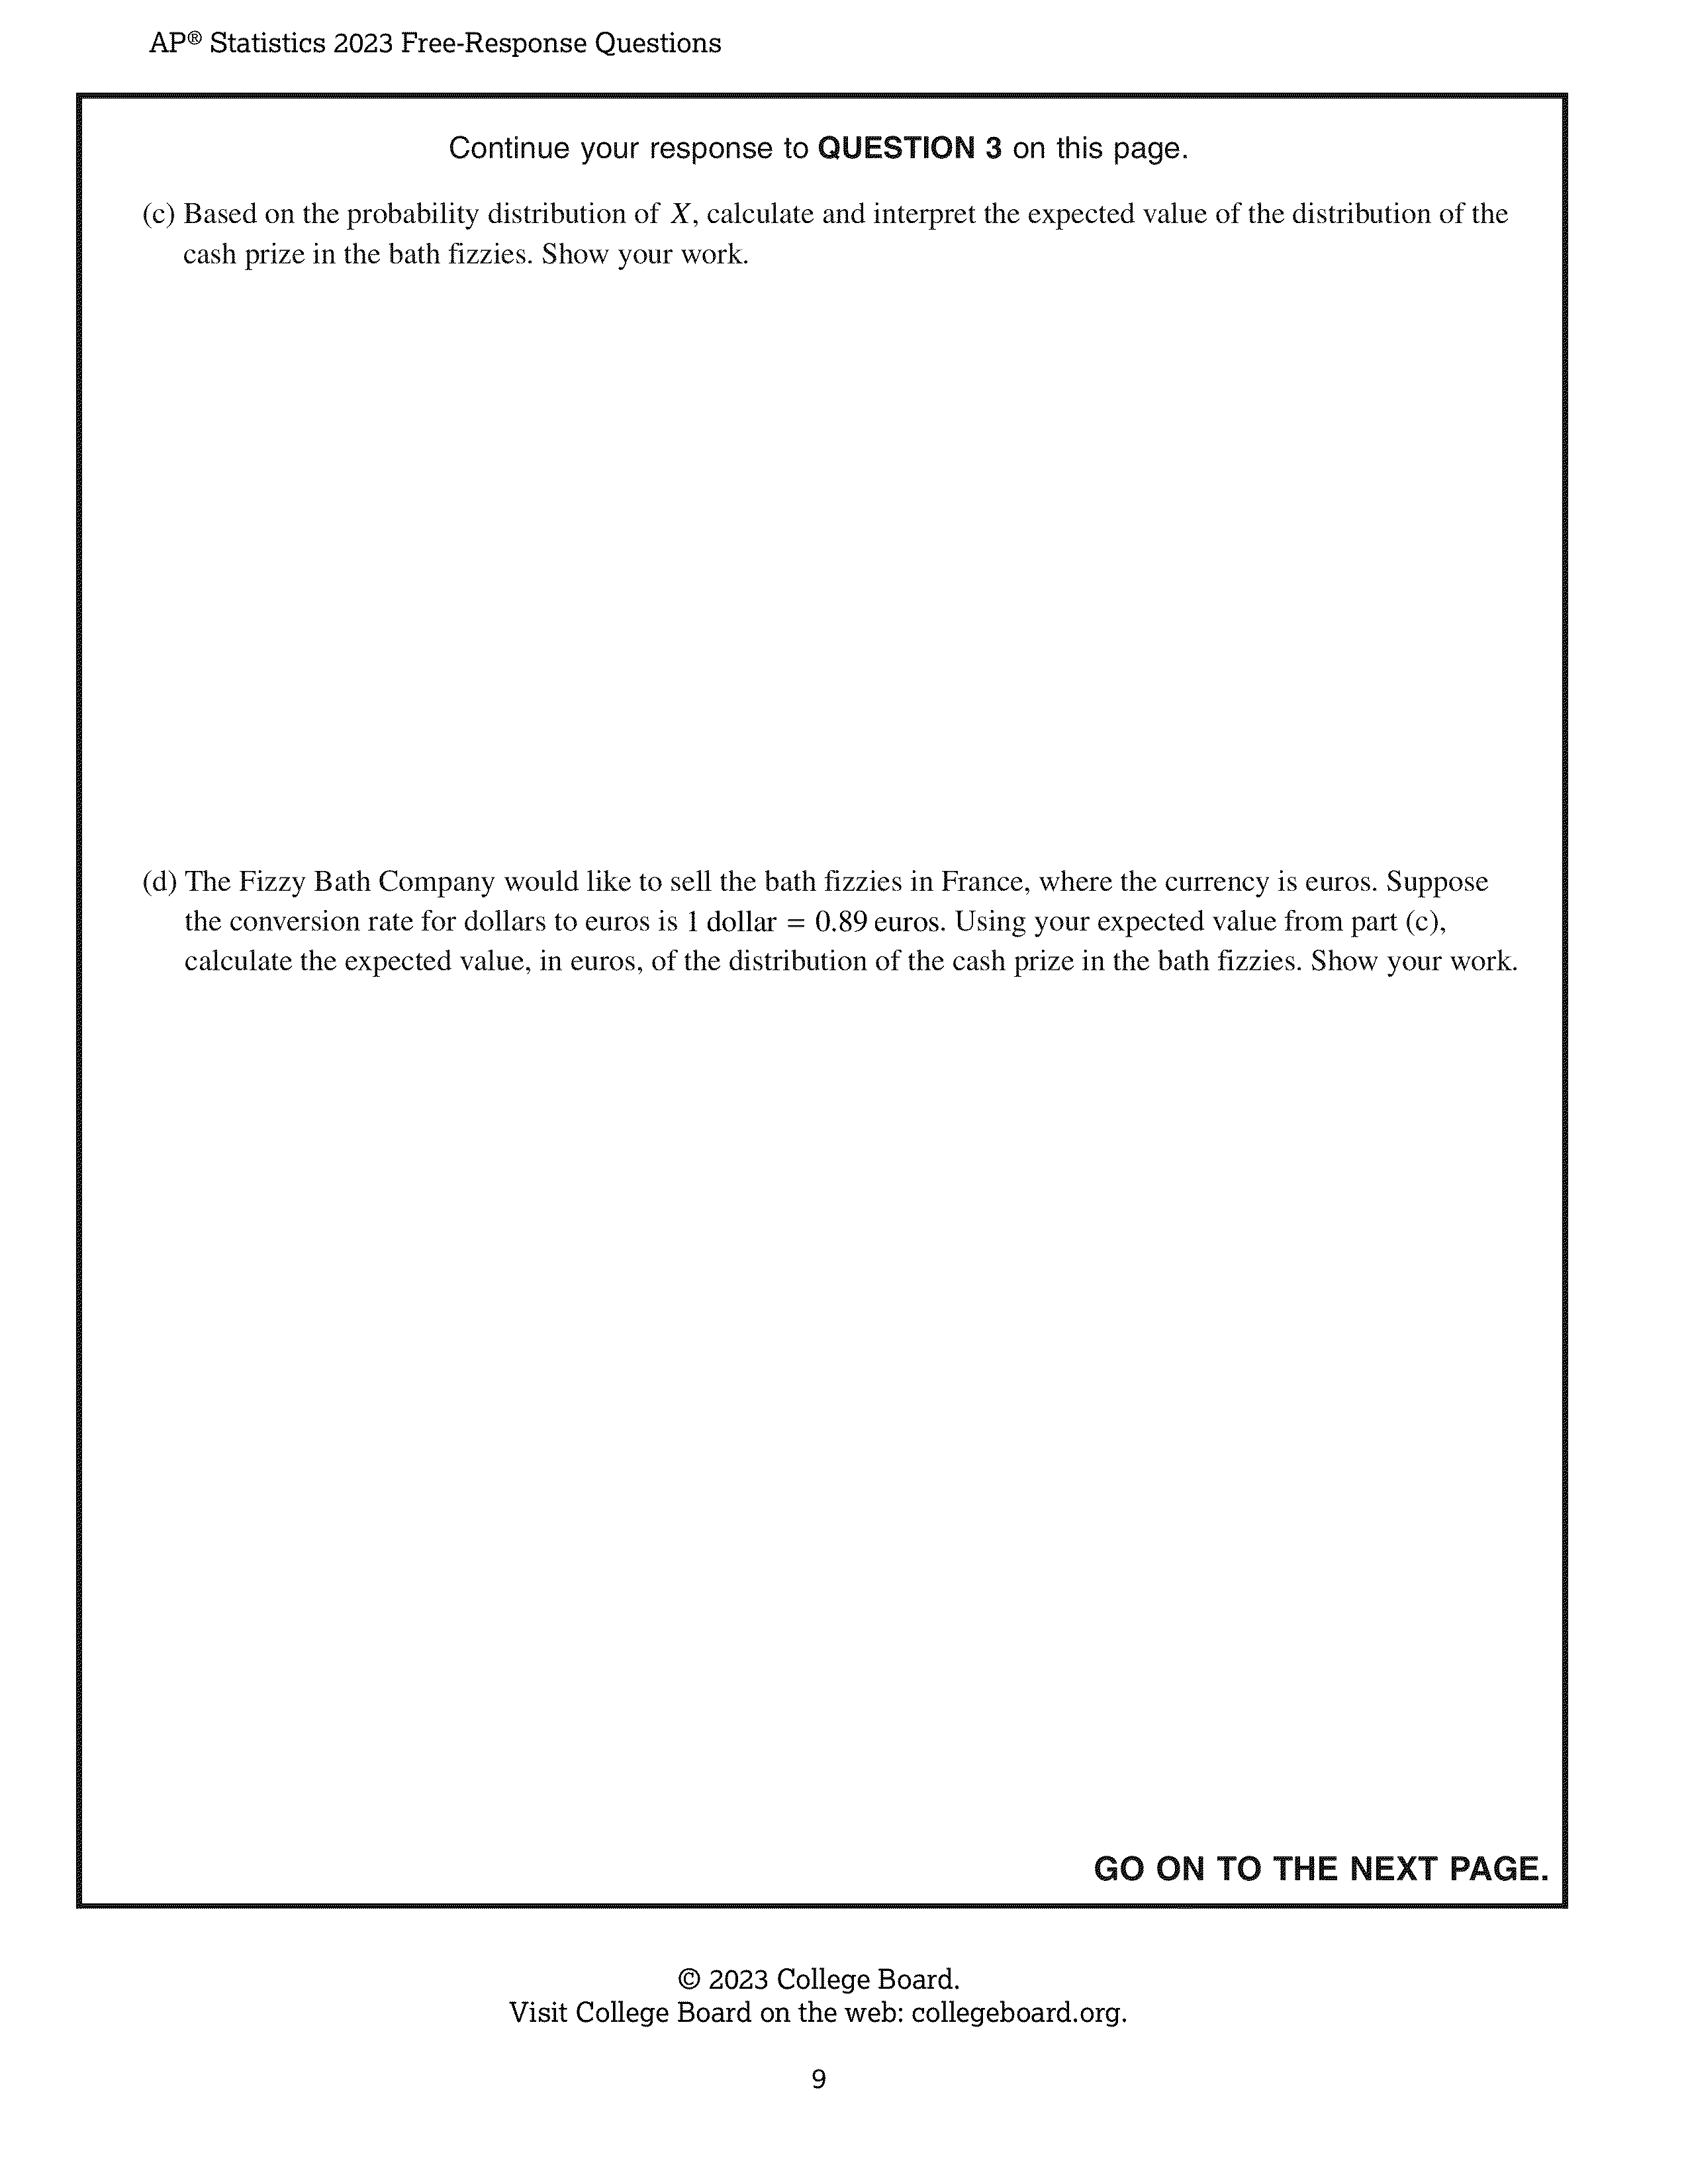 AP® Statistics 2023 Free-Response Questions
Continue your response to QUESTION 3 on this page.
(c) Based on the probability distribution of X, calculate and interpret the expected value of the distribution of the
cash prize in the bath fizzies. Show your work.
(d) The Fizzy Bath Company would like to sell the bath fizzies in France, where the currency is euros. Suppose
the conversion rate for dollars to euros is 1 dollar = 0.89 euros. Using your expected value from part (c),
calculate the expected value, in euros, of the distribution of the cash prize in the bath fizzies. Show your work.
GO ON TO THE NEXT PAGE.
© 2023 College Board.
Visit College Board on the web: collegeboard.org.
9